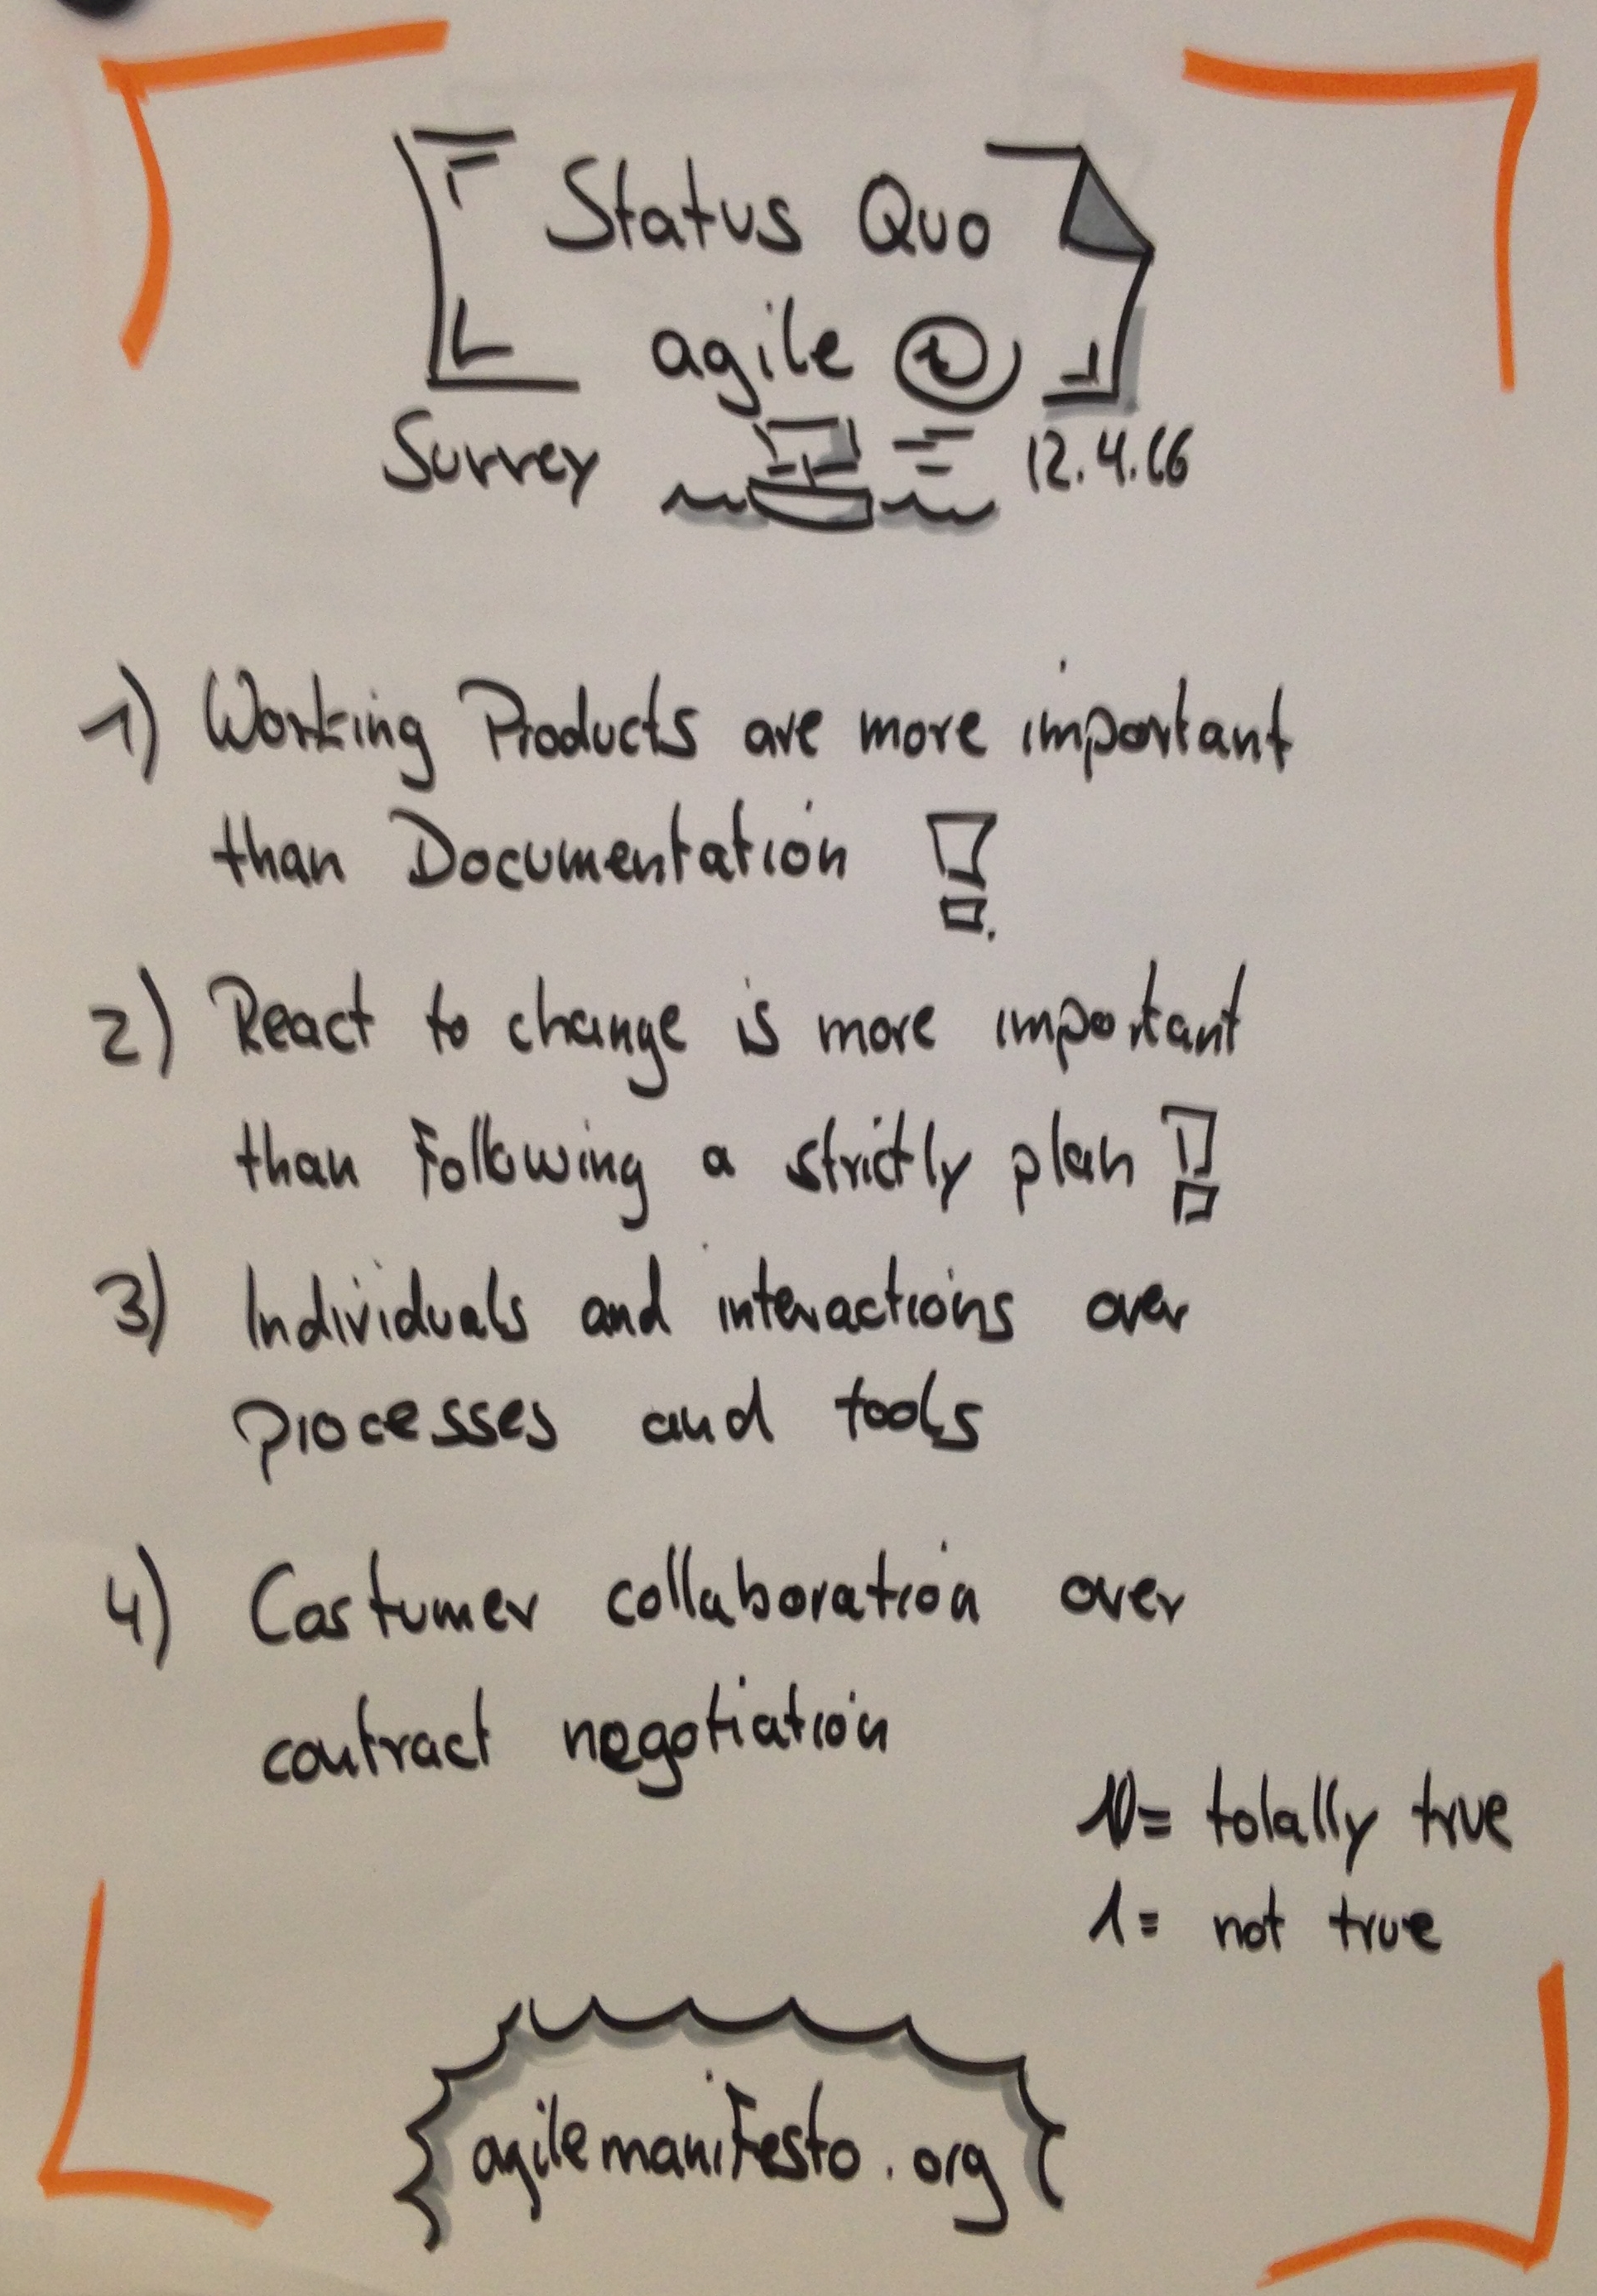 Status Quo
agile
Survey 12.4.16
1) Working Products are more important
than Documentation !
2) React to change is more important
than Following a strictly plan !
3) Individuals and interactions over
processes and tools
4) Costumer collaboration over
contract negotiation
10= totally true
1= not true
agilemanifesto.org